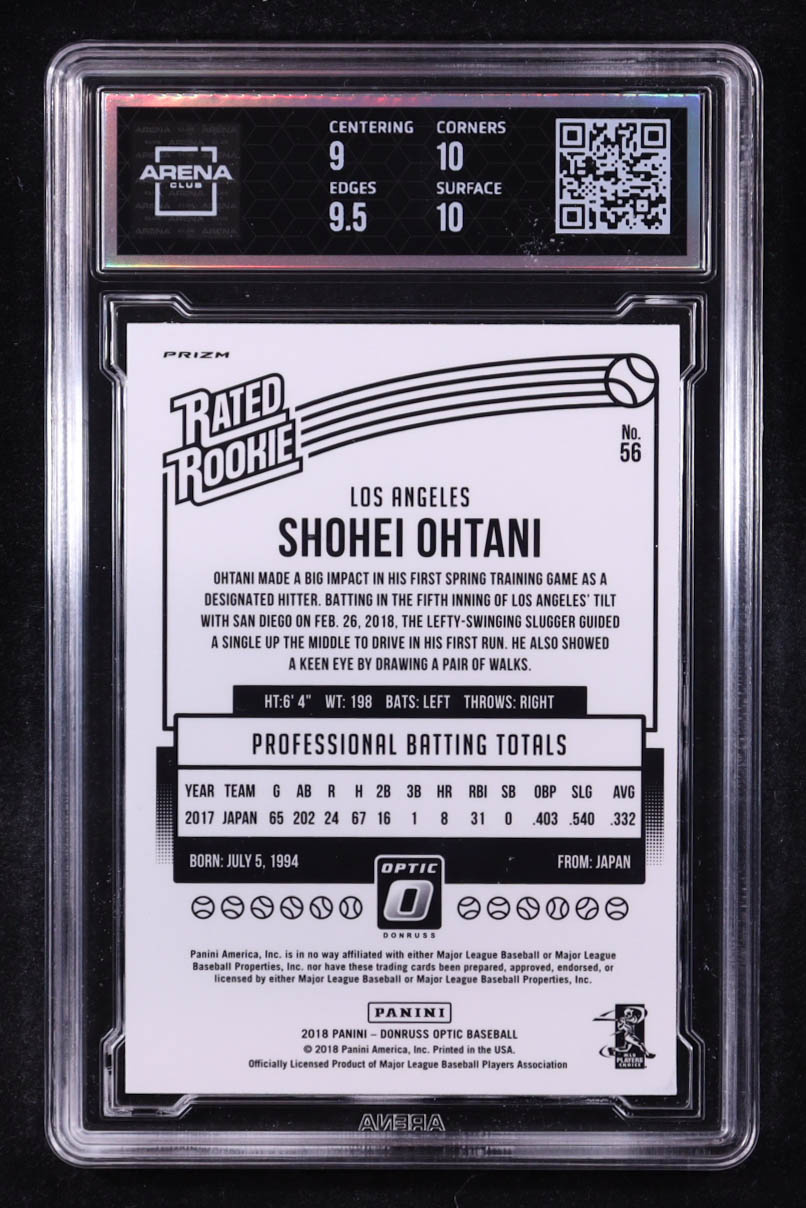 ARENA
CLUB
CENTERING CORNERS
9 10
EDGES SURFACE
9.5 10
PRIZM
RATED
ROOKIE
No.
56
LOS ANGELES
SHOHEI OHTANI
OHTANI MADE A BIG IMPACT IN HIS FIRST SPRING TRAINING GAME AS A
DESIGNATED HITTER. BATTING IN THE FIFTH INNING OF LOS ANGELES' TILT
WITH SAN DIEGO ON FEB. 26, 2018, THE LEFTY-SWINGING SLUGGER GUIDED
A SINGLE UP THE MIDDLE TO DRIVE IN HIS FIRST RUN. HE ALSO SHOWED
A KEEN EYE BY DRAWING A PAIR OF WALKS.
HT:6' 4" WT: 198 BATS: LEFT THROWS: RIGHT
PROFESSIONAL BATTING TOTALS
YEAR TEAM G AB R H 2B 3B HR RBI SB OBP SLG AVG
2017 JAPAN 65 202 24 67 16 1 8 31 0 .403 .540 .332
BORN: JULY 5, 1994 FROM: JAPAN
OPTIC
O
DONRUSS
Panini America, Inc. is in no way affiliated with either Major League Baseball or Major League
Baseball Properties, Inc. nor have these trading cards been prepared, approved, endorsed, or
licensed by either Major League Baseball or Major League Baseball Properties, Inc.
PANINI
2018 PANINI – DONRUSS OPTIC BASEBALL
© 2018 Panini America, Inc. Printed in the USA.
Officially Licensed Product of Major League Baseball Players Association
MLB
PLAYERS
CHOICE
ARENA